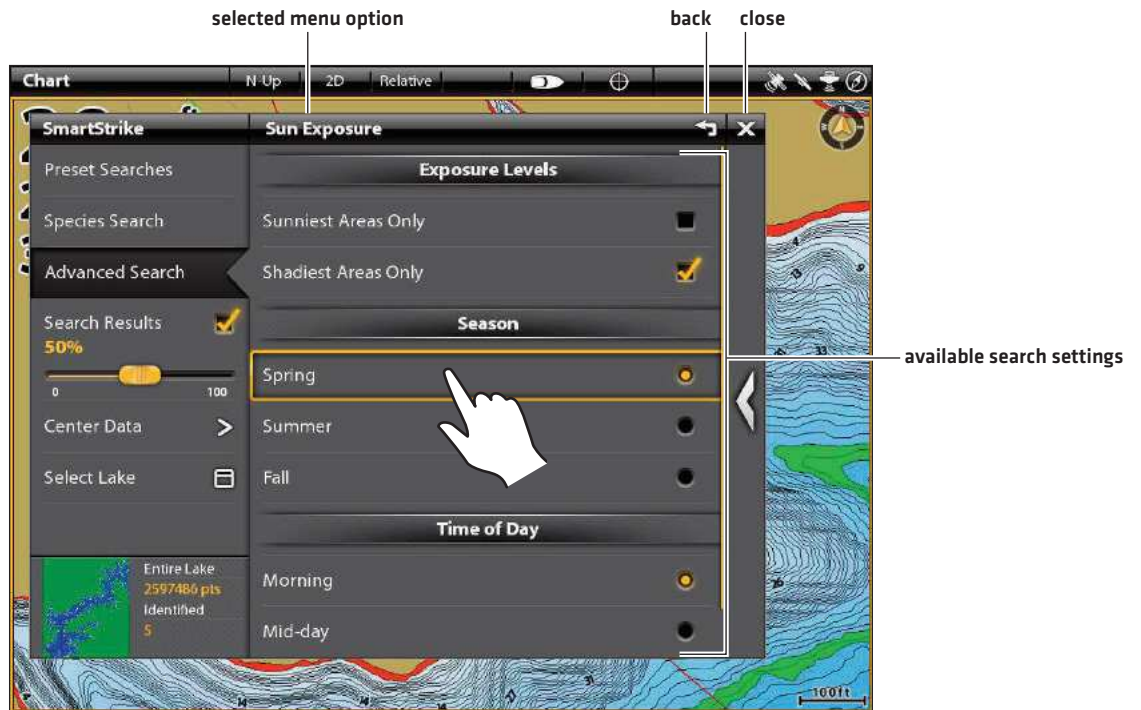 selected menu option
back close
Chart N-Up 2D Relative
SmartStrike
Sun Exposure
Preset Searches
Exposure Levels
Species Search
Sunniest Areas Only
Advanced Search
Shadiest Areas Only
Search Results
50%
0 100
Season
Spring
available search settings
Center Data
Summer
Select Lake
Fall
Time of Day
Entire Lake
2597486 pts
Identified
5
Morning
Mid-day
100ft
33